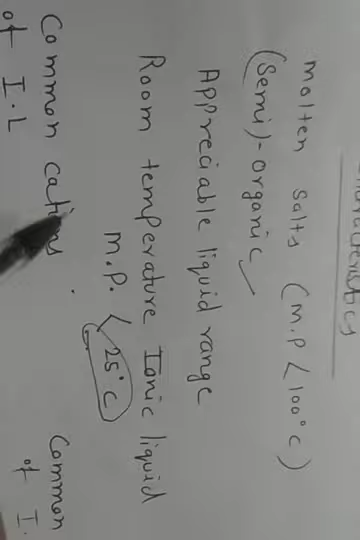 molten salts (m.p < 100°C)
(Semi)-organic
Appreciable liquid range
Room temperature Ionic liquid
m.p. < 25°C
Common cations
of I.L
Common
of I.